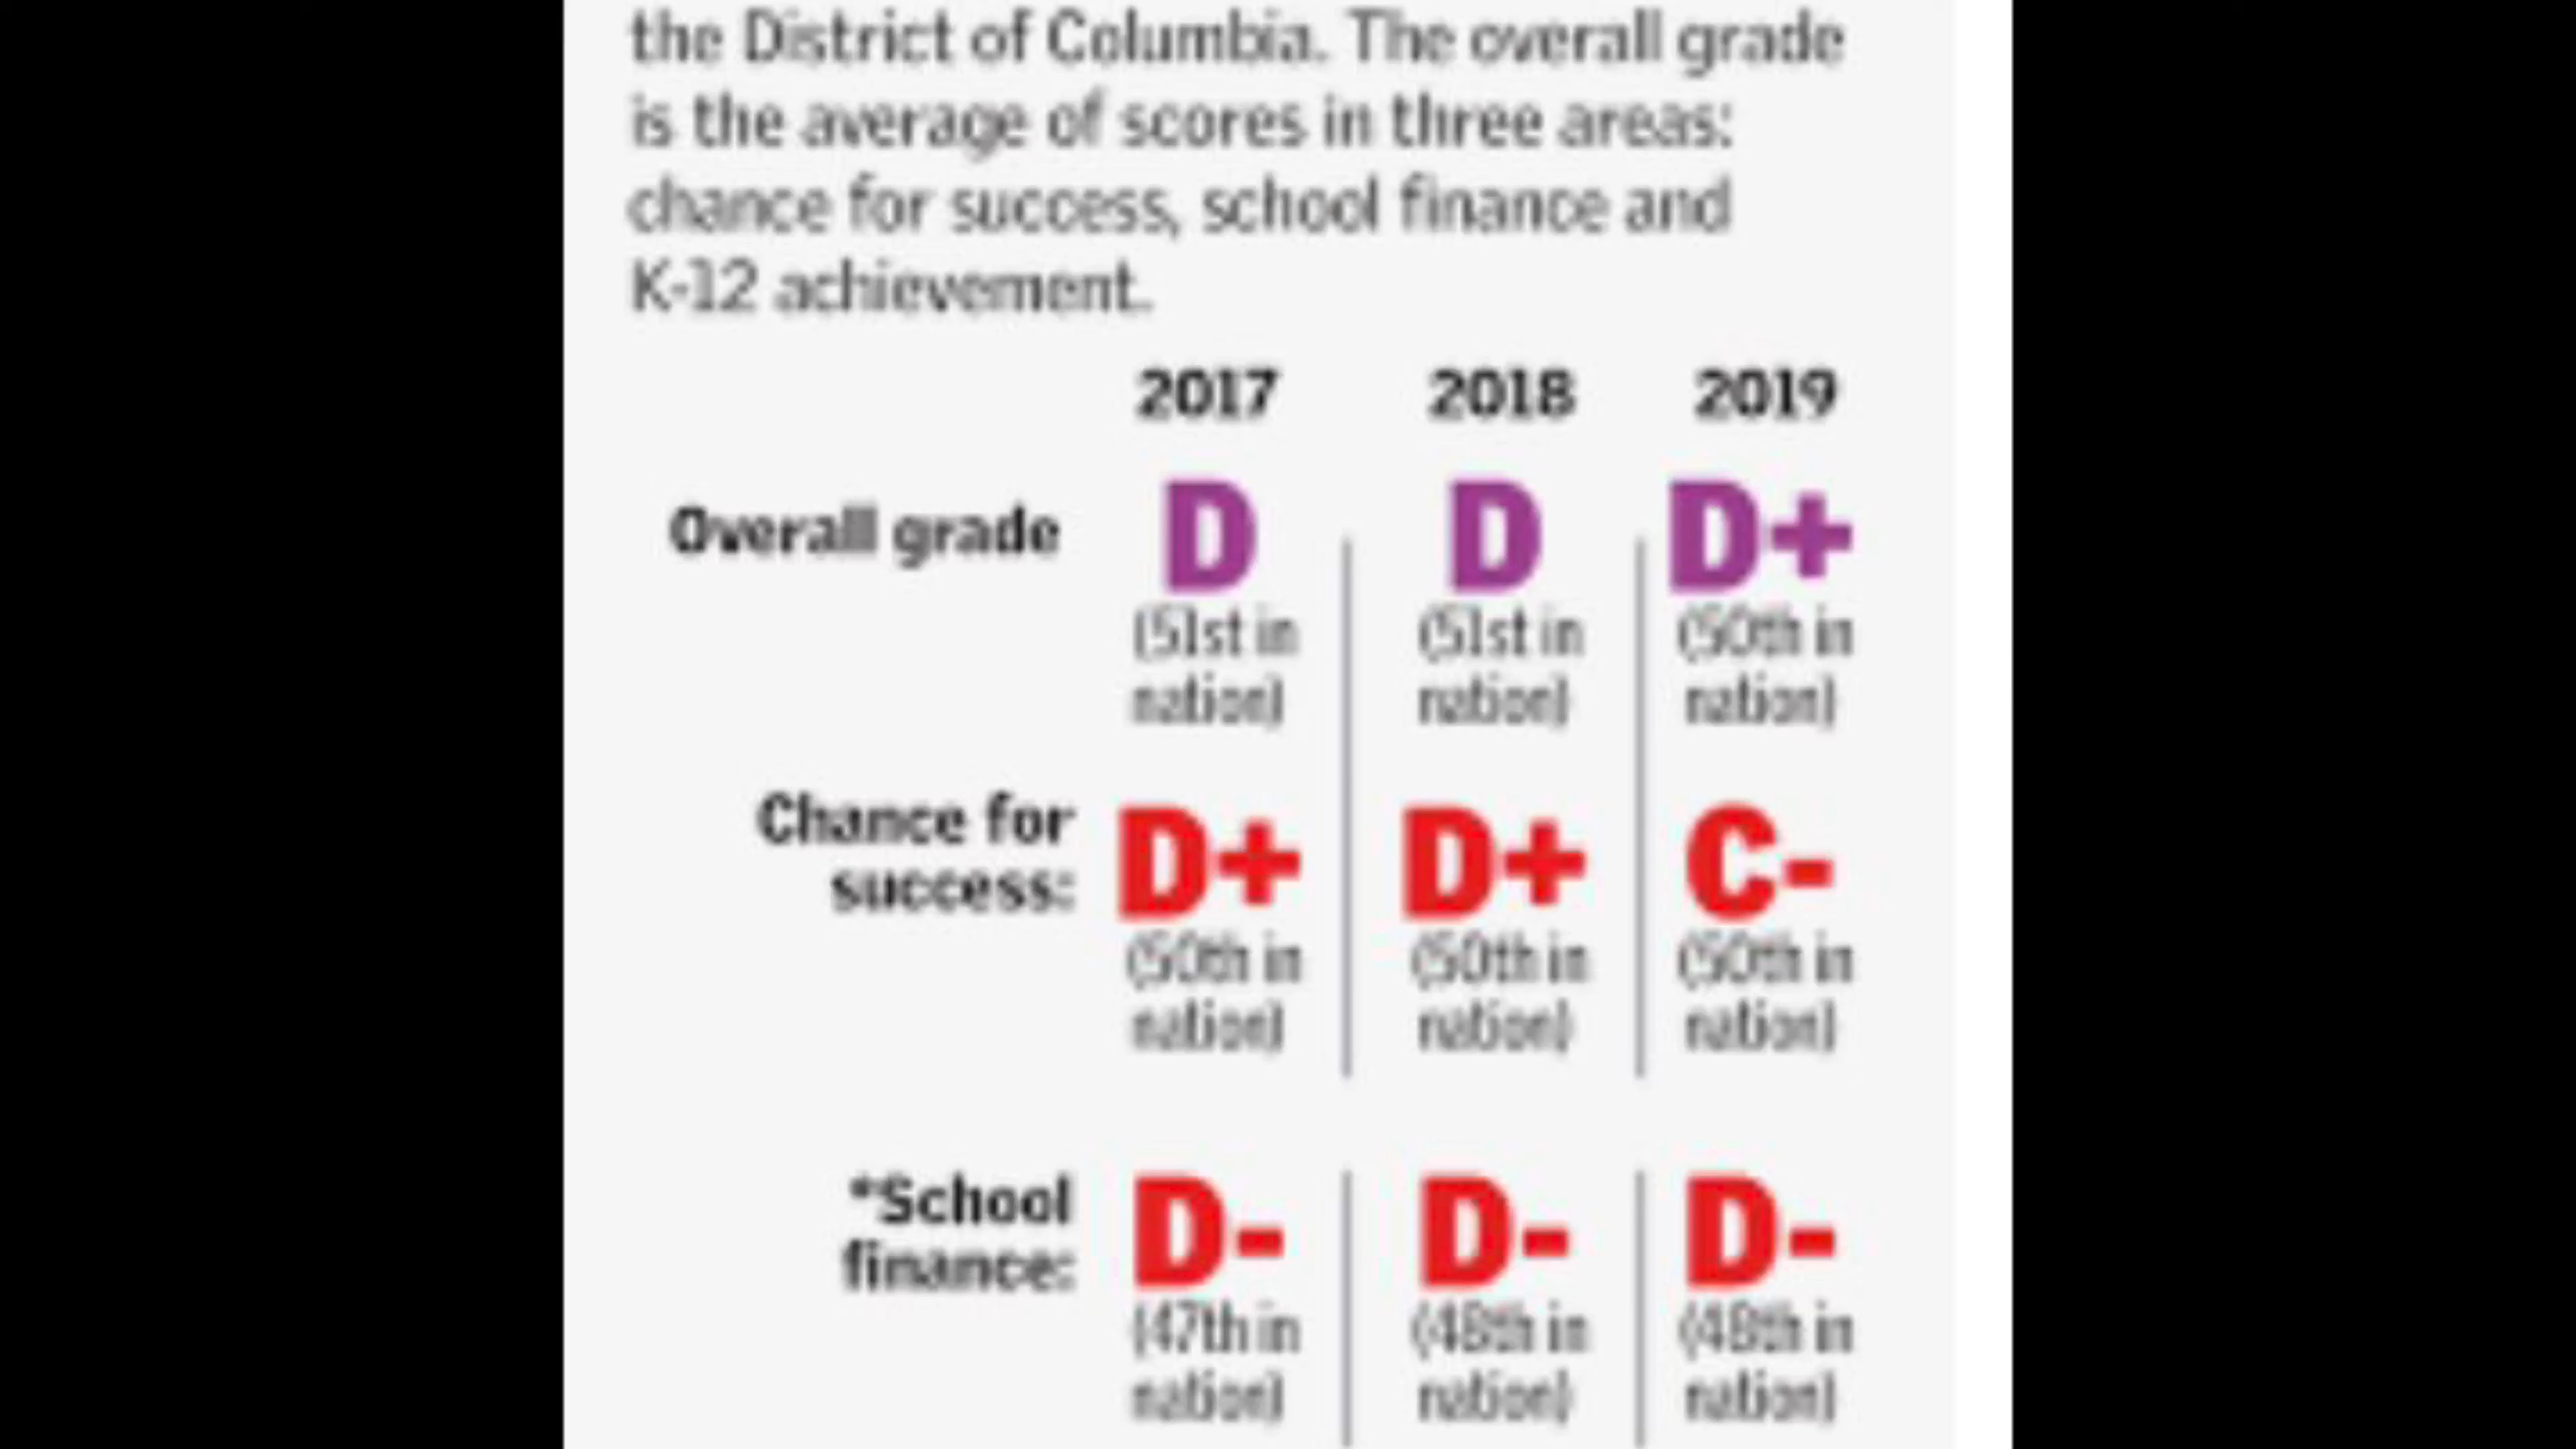 the District of Columbia. The overall grade
is the average of scores in three areas:
chance for success, school finance and
K-12 achievement.
2017 2018 2019
Overall grade D D D+
(51st in (51st in (50th in
nation) nation) nation)
Chance for
success: D+ D+ C-
(50th in (50th in (50th in
nation) nation) nation)
*School
finance: D- D- D-
(47th in (48th in (48th in
nation) nation) nation)